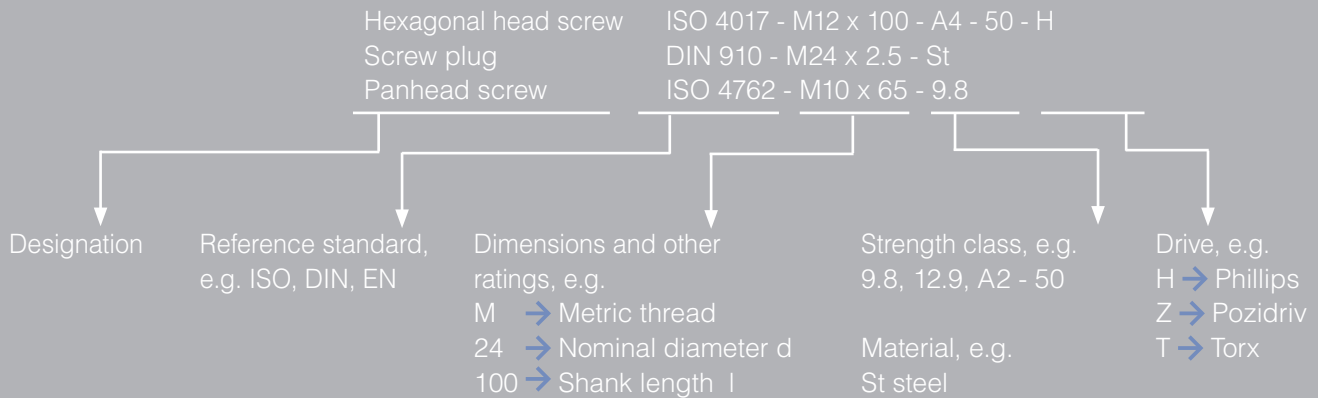 Hexagonal head screw ISO 4017 - M12 x 100 - A4 - 50 - H
Screw plug DIN 910 - M24 x 2.5 - St
Panhead screw ISO 4762 - M10 x 65 - 9.8
Designation
Reference standard,
e.g. ISO, DIN, EN
Dimensions and other
ratings, e.g.
M → Metric thread
24 → Nominal diameter d
100 → Shank length l
Strength class, e.g.
9.8, 12.9, A2 - 50
Material, e.g.
St steel
Drive, e.g.
H → Phillips
Z → Pozidriv
T → Torx